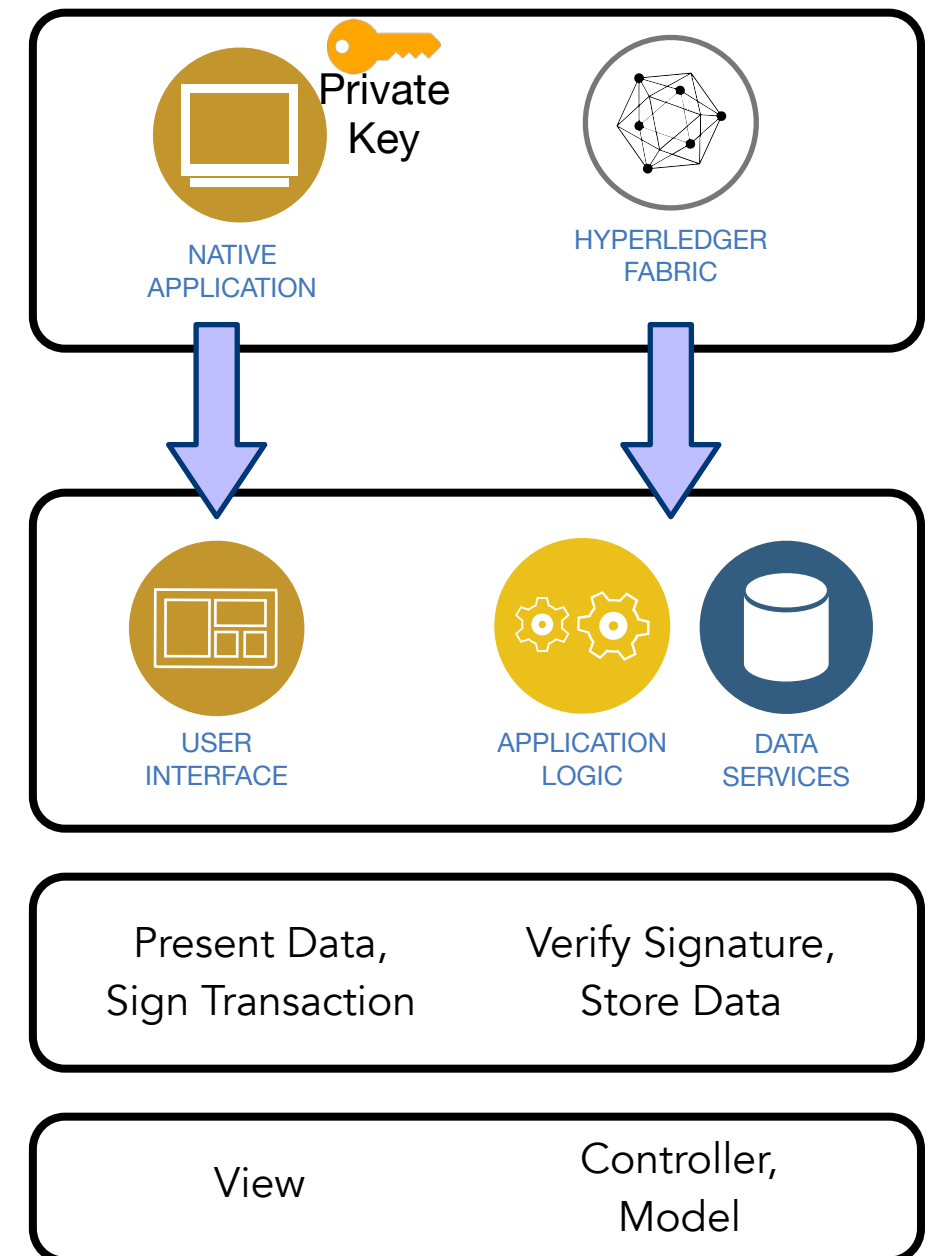 Private
Key
NATIVE
APPLICATION
HYPERLEDGER
FABRIC
USER
INTERFACE
APPLICATION
LOGIC
DATA
SERVICES
Present Data,
Sign Transaction
Verify Signature,
Store Data
View
Controller,
Model